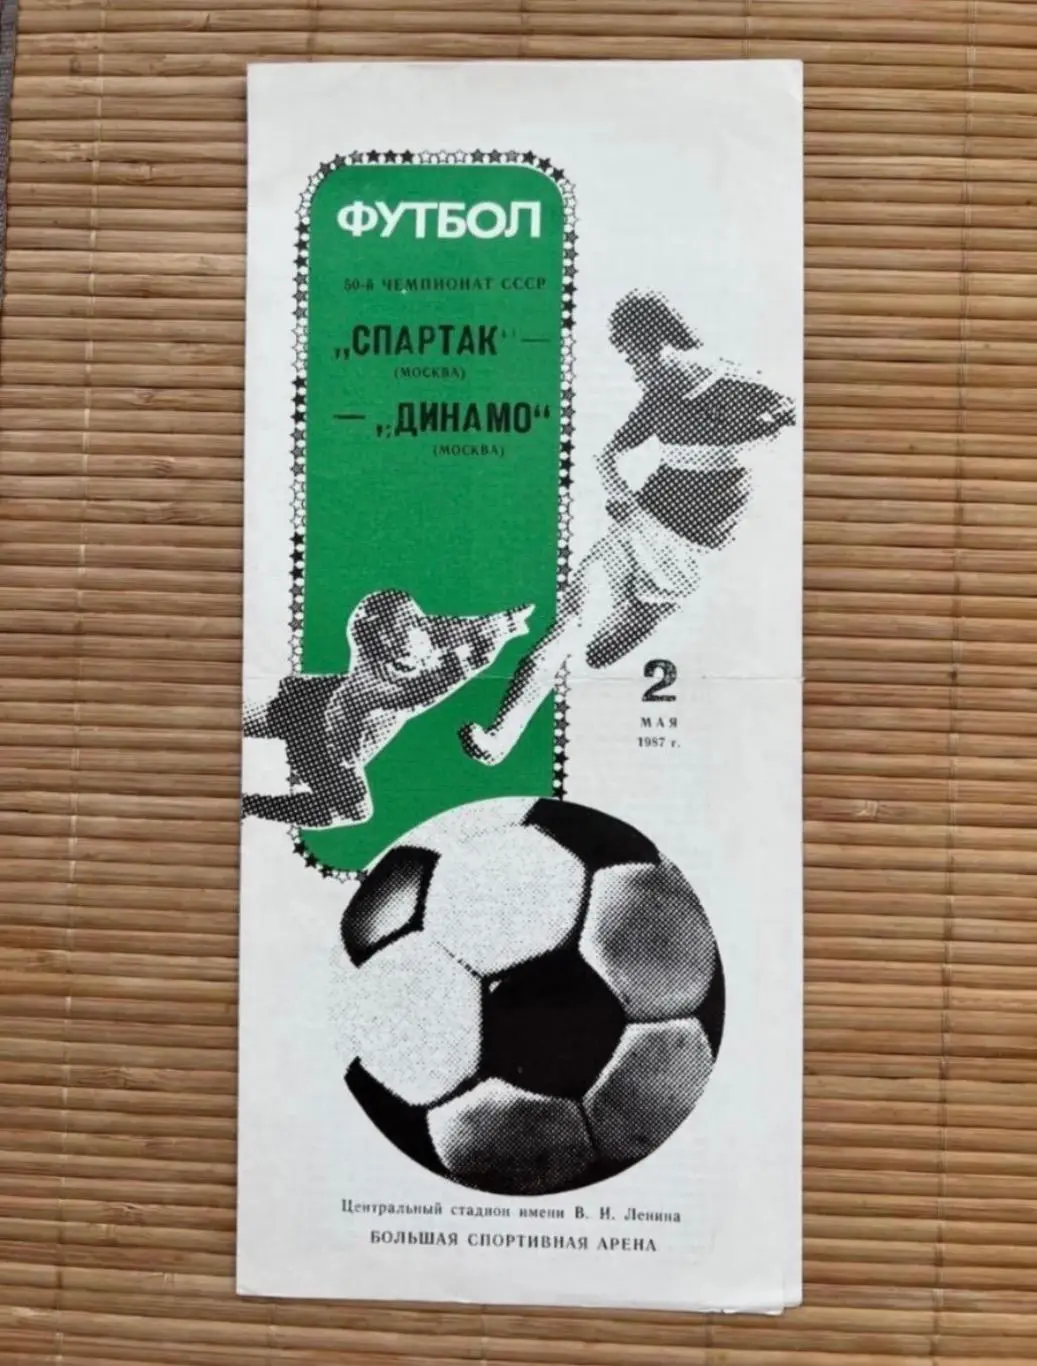 ФУТБОЛ
50-й ЧЕМПИОНАТ СССР
„СПАРТАК“ —
(МОСКВА)
— „ДИНАМО“
(МОСКВА)
2
МАЯ
1987 г.
Центральный стадион имени В. И. Ленина
БОЛЬШАЯ СПОРТИВНАЯ АРЕНА